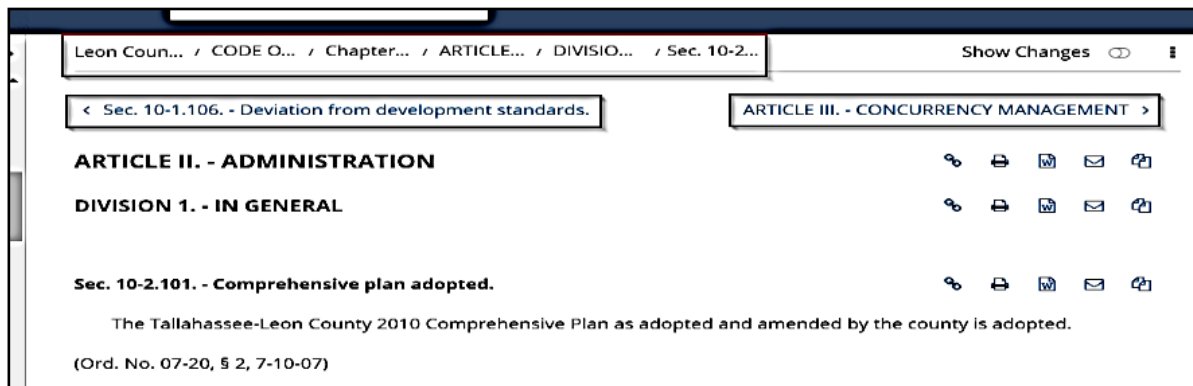 Leon Coun... / CODE O... / Chapter... / ARTICLE... / DIVISIO... / Sec. 10-2... Show Changes
< Sec. 10-1.106. - Deviation from development standards. ARTICLE III. - CONCURRENCY MANAGEMENT >
ARTICLE II. - ADMINISTRATION
DIVISION 1. - IN GENERAL
Sec. 10-2.101. - Comprehensive plan adopted.
The Tallahassee-Leon County 2010 Comprehensive Plan as adopted and amended by the county is adopted.
(Ord. No. 07-20, § 2, 7-10-07)